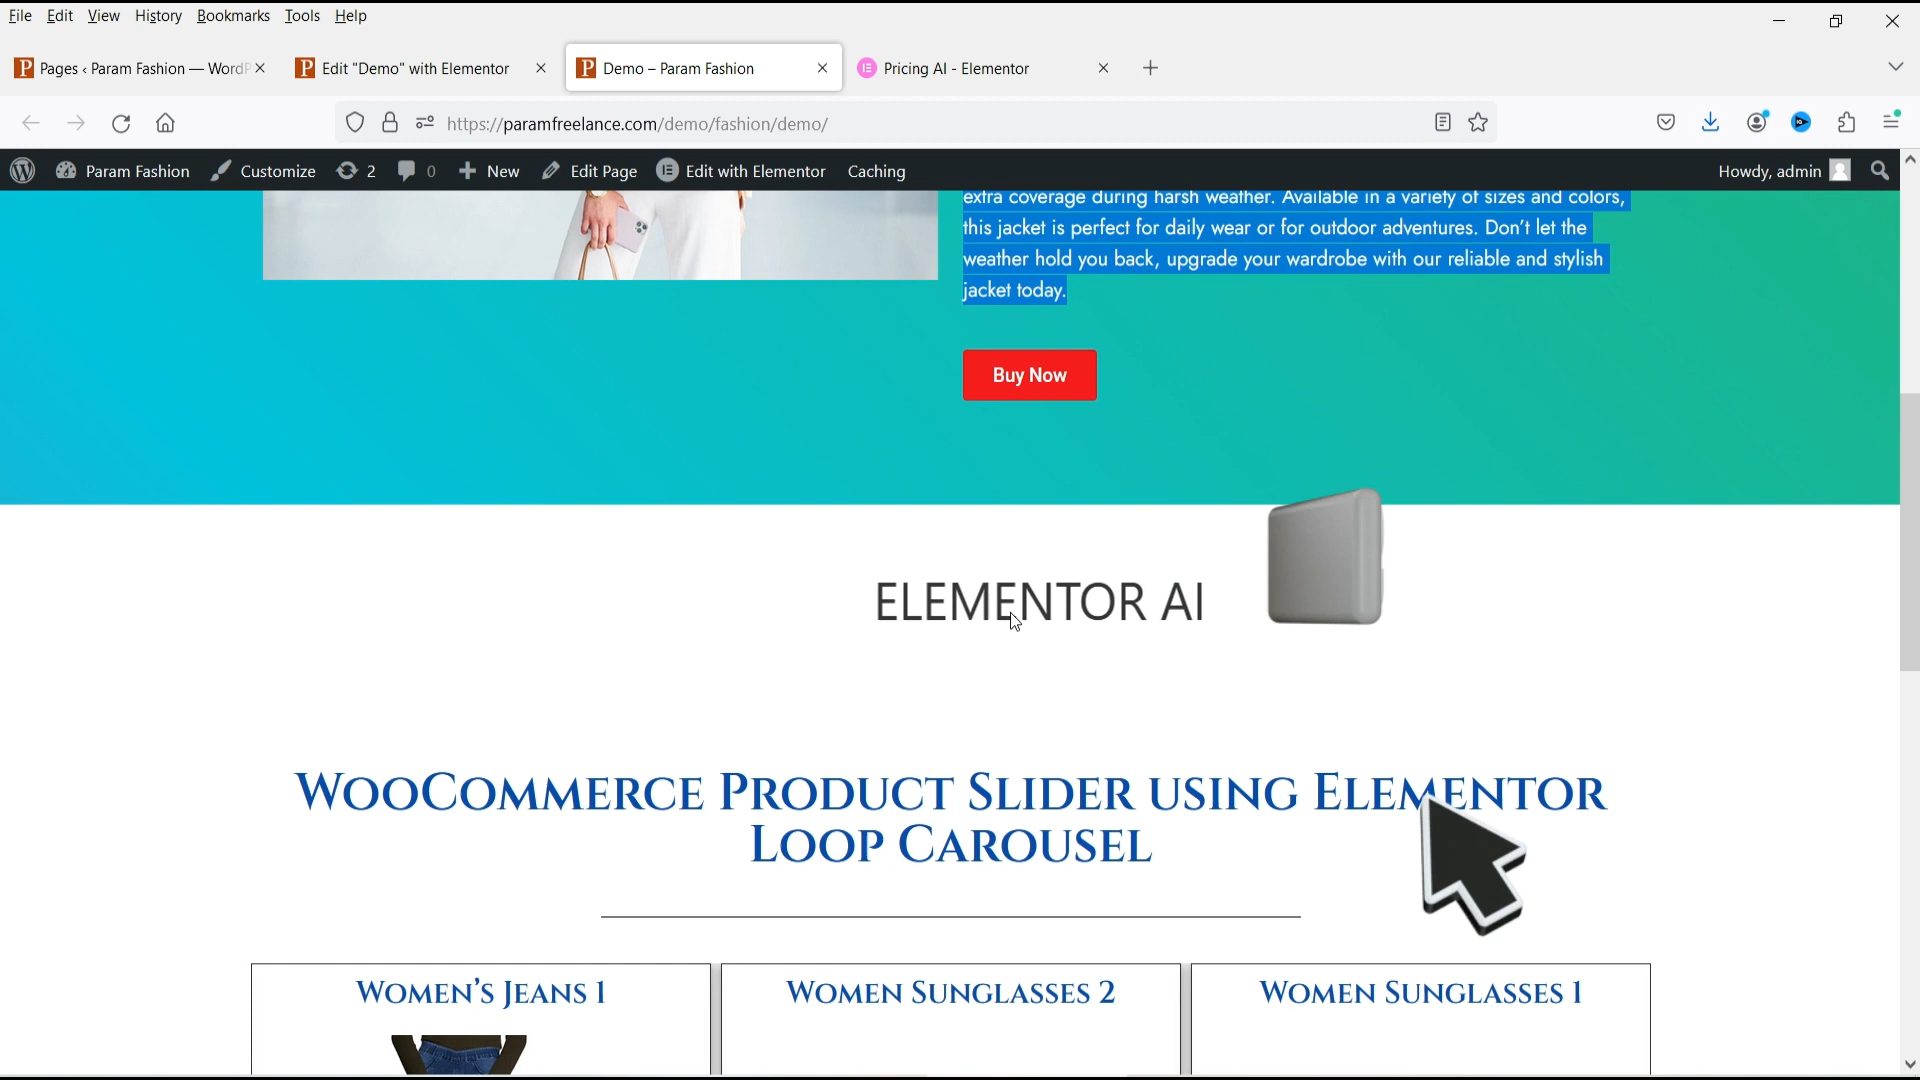 File Edit View History Bookmarks Tools Help
Pages ‹ Param Fashion — WordP
Edit "Demo" with Elementor
Demo – Param Fashion
Pricing AI - Elementor
https://paramfreelance.com/demo/fashion/demo/
Param Fashion Customize 2 0 New Edit Page Edit with Elementor Caching Howdy, admin
extra coverage during harsh weather. Available in a variety of sizes and colors,
this jacket is perfect for daily wear or for outdoor adventures. Don't let the
weather hold you back, upgrade your wardrobe with our reliable and stylish
jacket today.
Buy Now
ELEMENTOR AI
WooCommerce Product Slider using Elementor
Loop Carousel
Women's Jeans 1
Women Sunglasses 2
Women Sunglasses 1